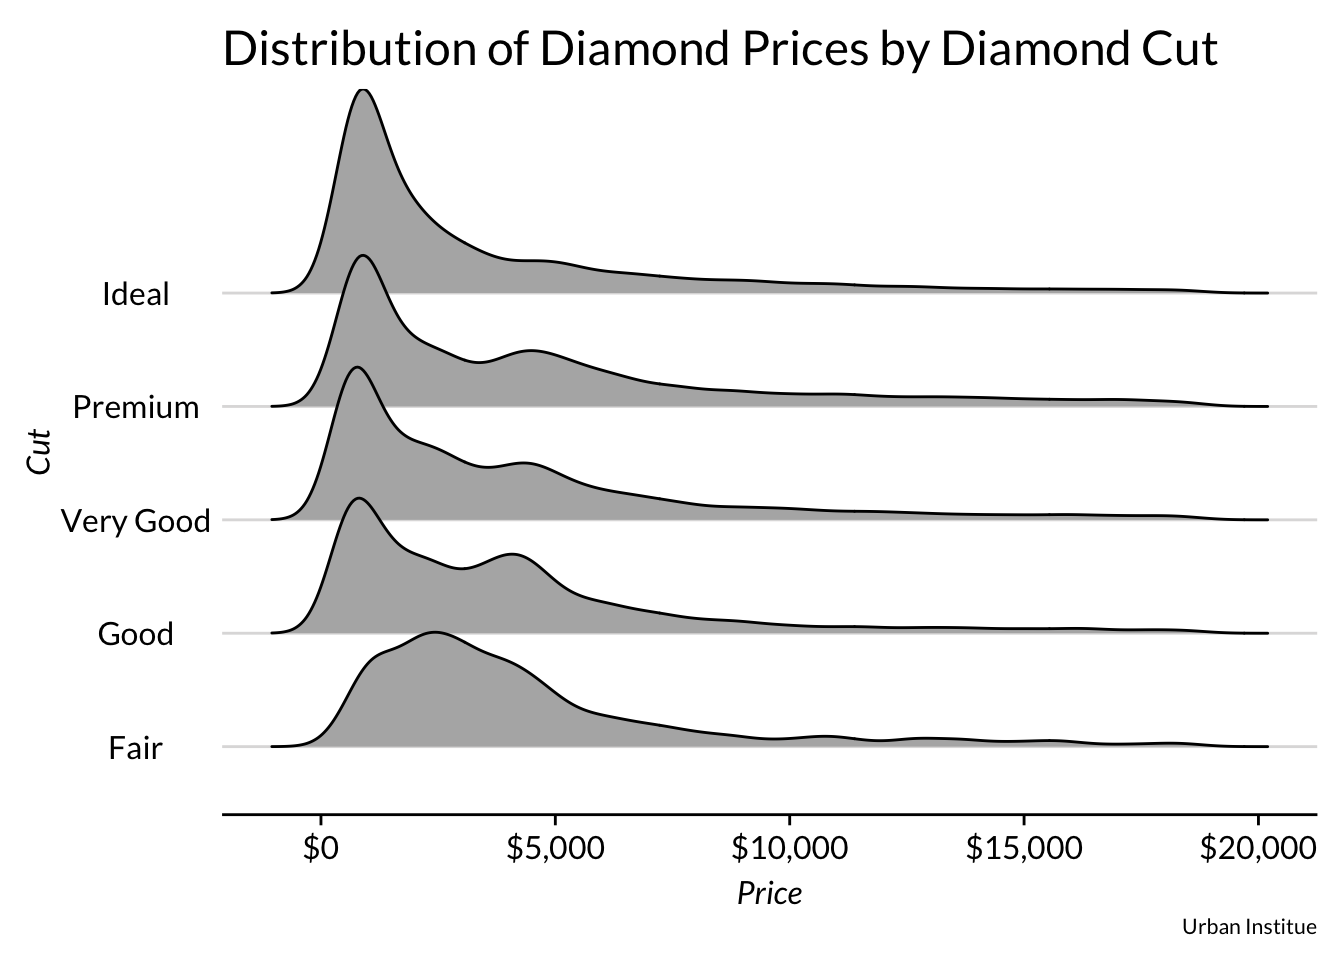 Distribution of Diamond Prices by Diamond Cut
Cut
Ideal
Premium
Very Good
Good
Fair
$0 $5,000 $10,000 $15,000 $20,000
Price
Urban Institue